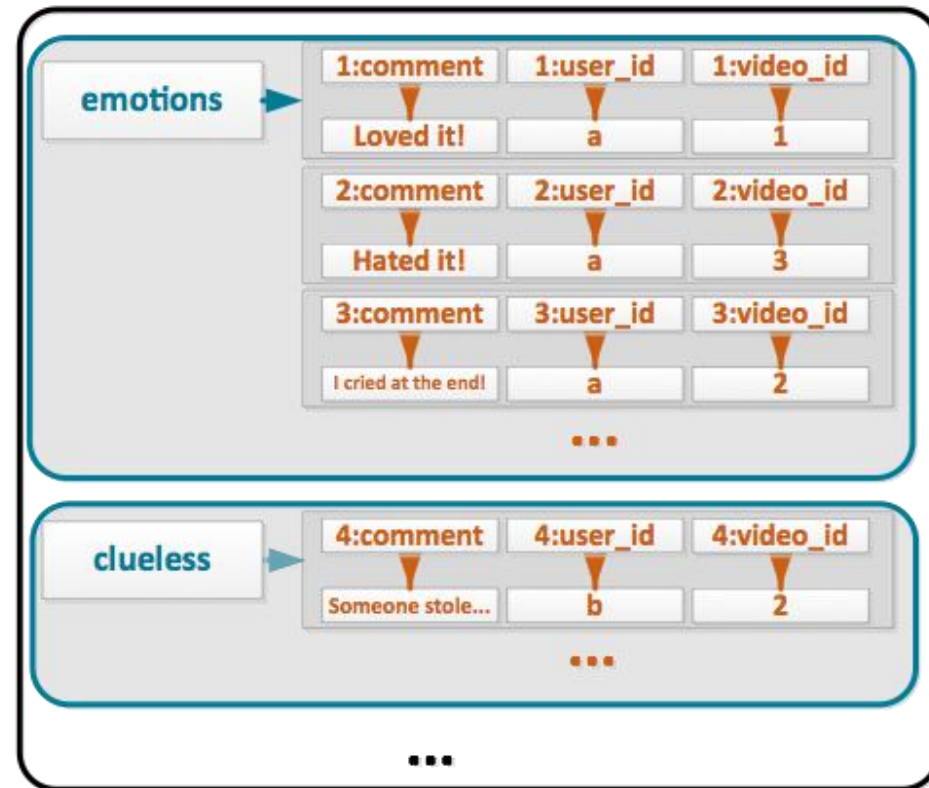 emotions
1:comment 1:user_id 1:video_id
Loved it! a 1
2:comment 2:user_id 2:video_id
Hated it! a 3
3:comment 3:user_id 3:video_id
I cried at the end! a 2
...
clueless
4:comment 4:user_id 4:video_id
Someone stole... b 2
...
...